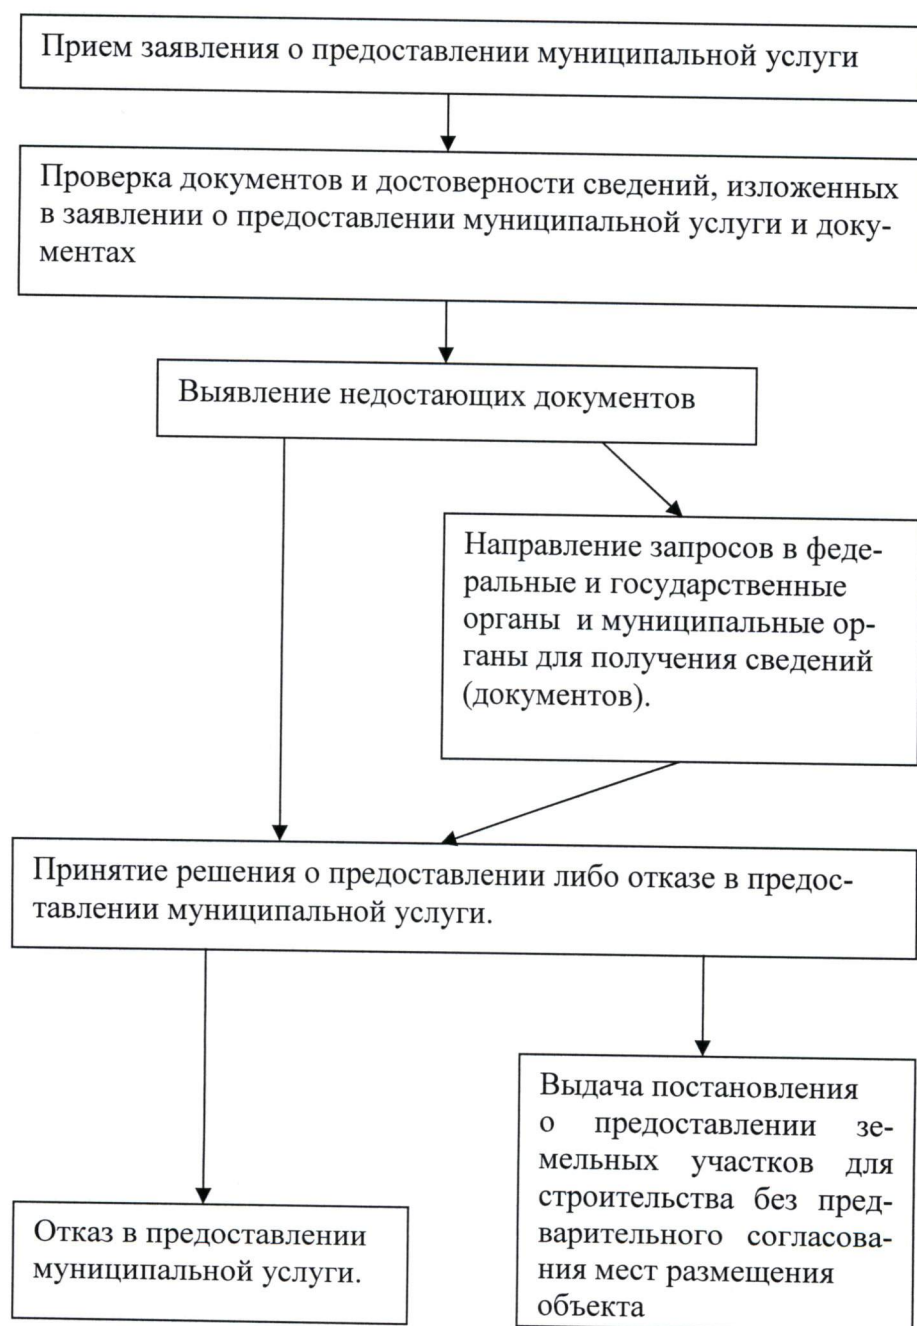 Прием заявления о предоставлении муниципальной услуги
Проверка документов и достоверности сведений, изложенных
в заявлении о предоставлении муниципальной услуги и доку-
ментах
Выявление недостающих документов
Направление запросов в феде-
ральные и государственные
органы и муниципальные ор-
ганы для получения сведений
(документов).
Принятие решения о предоставлении либо отказе в предос-
тавлении муниципальной услуги.
Отказ в предоставлении
муниципальной услуги.
Выдача постановления
о предоставлении зе-
мельных участков для
строительства без пред-
варительного согласова-
ния мест размещения
объекта